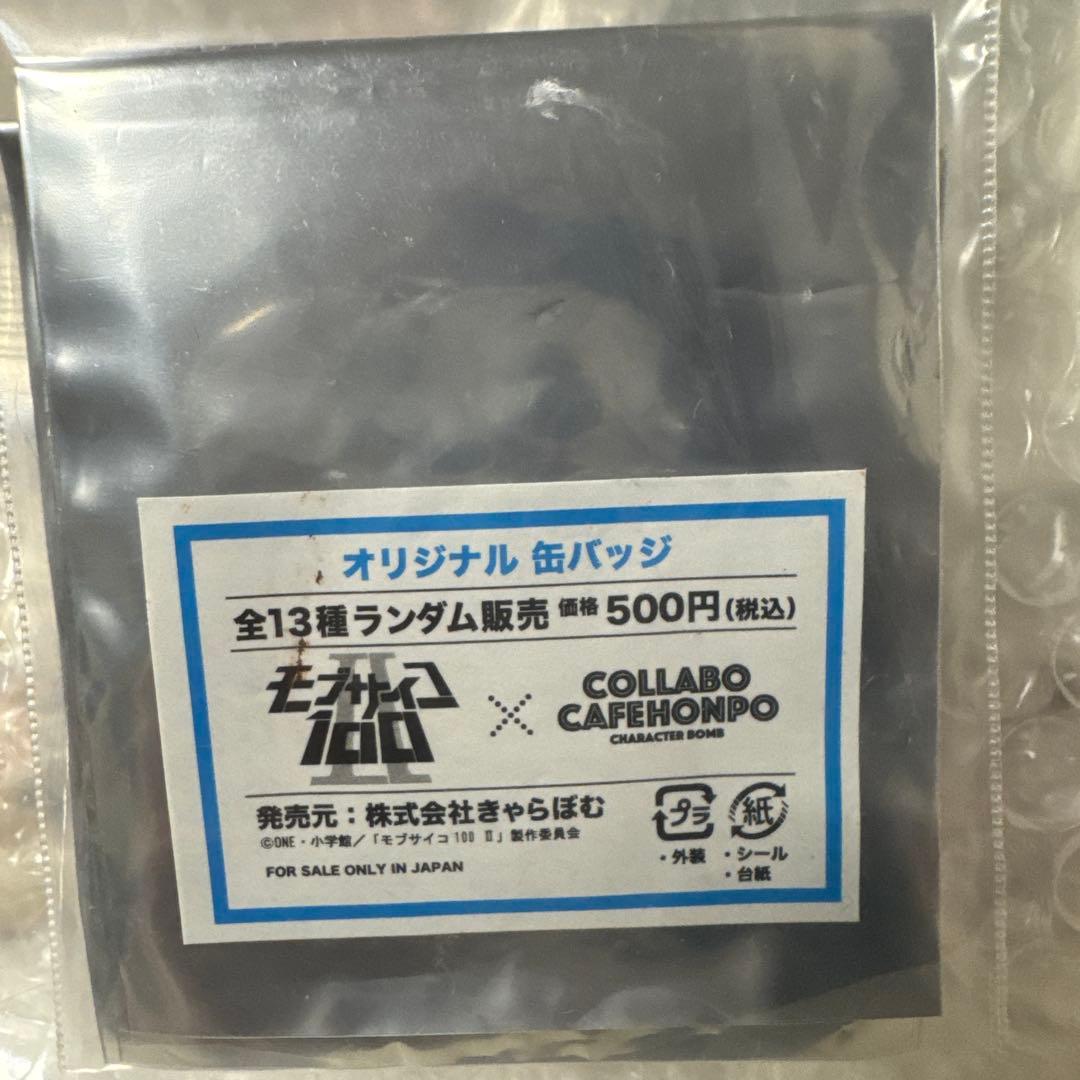 オリジナル 缶バッジ
全13種ランダム販売 価格 500円(税込)
モブサイコ
100
II
×
COLLABO
CAFEHONPO
CHARACTER BOMB
発売元：株式会社きゃらぼむ
©ONE・小学館／「モブサイコ100 Ⅱ」製作委員会
FOR SALE ONLY IN JAPAN
プラ
・外装
紙
・シール
・台紙